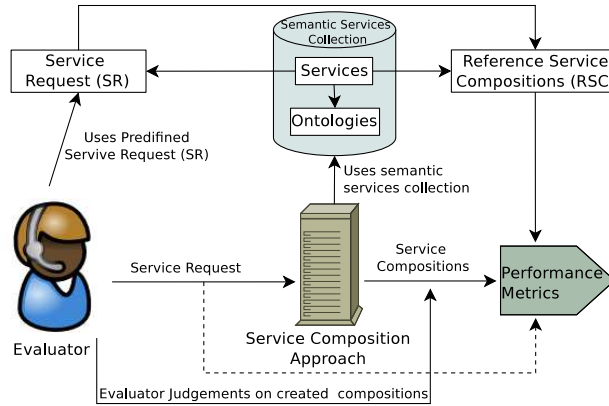 Semantic Services
Collection
Service
Request (SR)
Services
Reference Service
Compositions (RSC
Ontologies
Uses Predifined
Servive Request (SR)
Uses semantic
services collection
Service Request
Service
Compositions
Performance
Metrics
Evaluator
Service Composition
Approach
Evaluator Judgements on created compositions